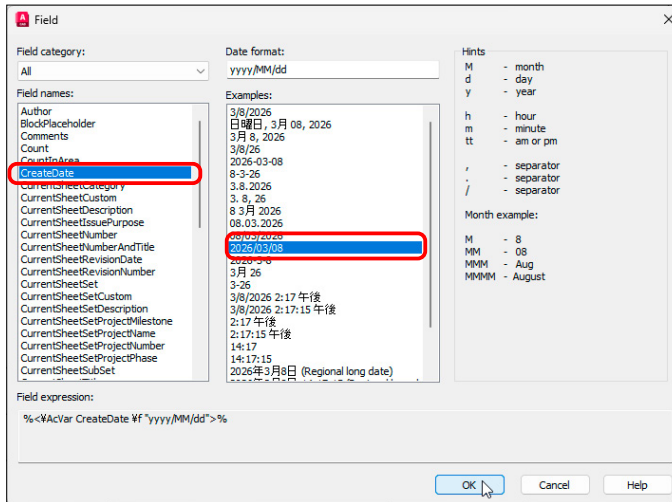 Field
Field category:
All
Field names:
Author
BlockPlaceholder
Comments
Count
CountInArea
CreateDate
CurrentSheetCategory
CurrentSheetCustom
CurrentSheetDescription
CurrentSheetIssuePurpose
CurrentSheetNumber
CurrentSheetNumberAndTitle
CurrentSheetRevisionDate
CurrentSheetRevisionNumber
CurrentSheetSet
CurrentSheetSetCustom
CurrentSheetSetDescription
CurrentSheetSetProjectMilestone
CurrentSheetSetProjectName
CurrentSheetSetProjectNumber
CurrentSheetSetProjectPhase
CurrentSheetSubSet
Date format:
yyyy/MM/dd
Examples:
3/8/2026
日曜日, 3月 08, 2026
3月 8, 2026
3/8/26
2026-03-08
8-3-26
3.8.2026
3. 8, 26
8 3月 2026
08.03.2026
08/03/2026
2026/03/08
2026-3-8
3月 26
3-26
3/8/2026 2:17 午後
3/8/2026 2:17:15 午後
2:17 午後
2:17:15 午後
14:17
14:17:15
2026年3月8日 (Regional long date)
Hints
M - month
d - day
y - year
h - hour
m - minute
tt - am or pm
, - separator
. - separator
/ - separator
Month example:
M - 8
MM - 08
MMM - Aug
MMMM - August
Field expression:
%<¥AcVar CreateDate ¥f "yyyy/MM/dd">%
OK
Cancel
Help